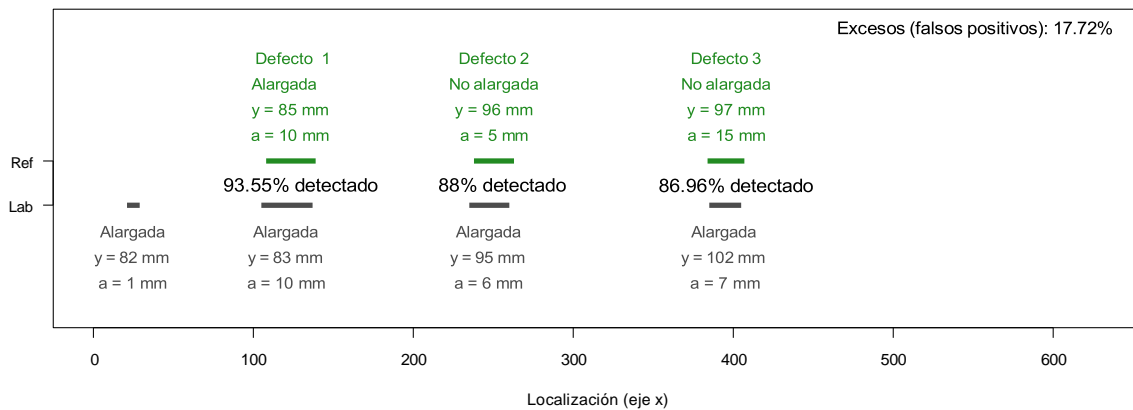 Excesos (falsos positivos): 17.72%
Defecto 1
Alargada
y = 85 mm
a = 10 mm
Defecto 2
No alargada
y = 96 mm
a = 5 mm
Defecto 3
No alargada
y = 97 mm
a = 15 mm
Ref
93.55% detectado
88% detectado
86.96% detectado
Lab
Alargada
y = 82 mm
a = 1 mm
Alargada
y = 83 mm
a = 10 mm
Alargada
y = 95 mm
a = 6 mm
Alargada
y = 102 mm
a = 7 mm
0 100 200 300 400 500 600
Localización (eje x)